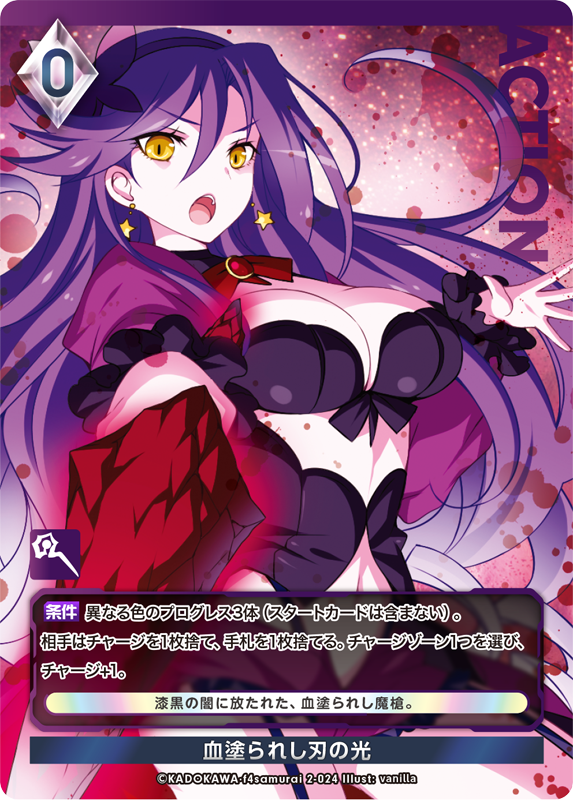 0
ACTION
条件 異なる色のプログレス3体（スタートカードは含まない）。
相手はチャージを1枚捨て、手札を1枚捨てる。チャージゾーン1つを選び、
チャージ+1。
漆黒の闇に放たれた、血塗られし魔槍。
血塗られし刃の光
©KADOKAWA-f4samurai 2-024 Illust: vanilla